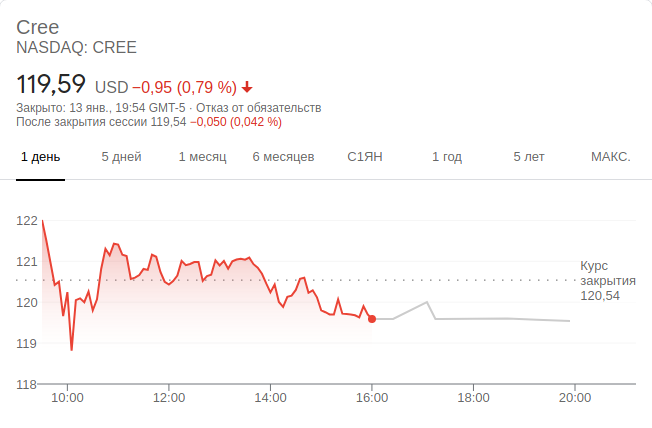 Cree
NASDAQ: CREE
119,59 USD −0,95 (0,79 %)
Закрыто: 13 янв., 19:54 GMT-5 · Отказ от обязательств
После закрытия сессии 119,54 −0,050 (0,042 %)
1 день 5 дней 1 месяц 6 месяцев С1ЯН 1 год 5 лет МАКС.
122
121
Курс
закрытия
120,54
120
119
118
10:00 12:00 14:00 16:00 18:00 20:00